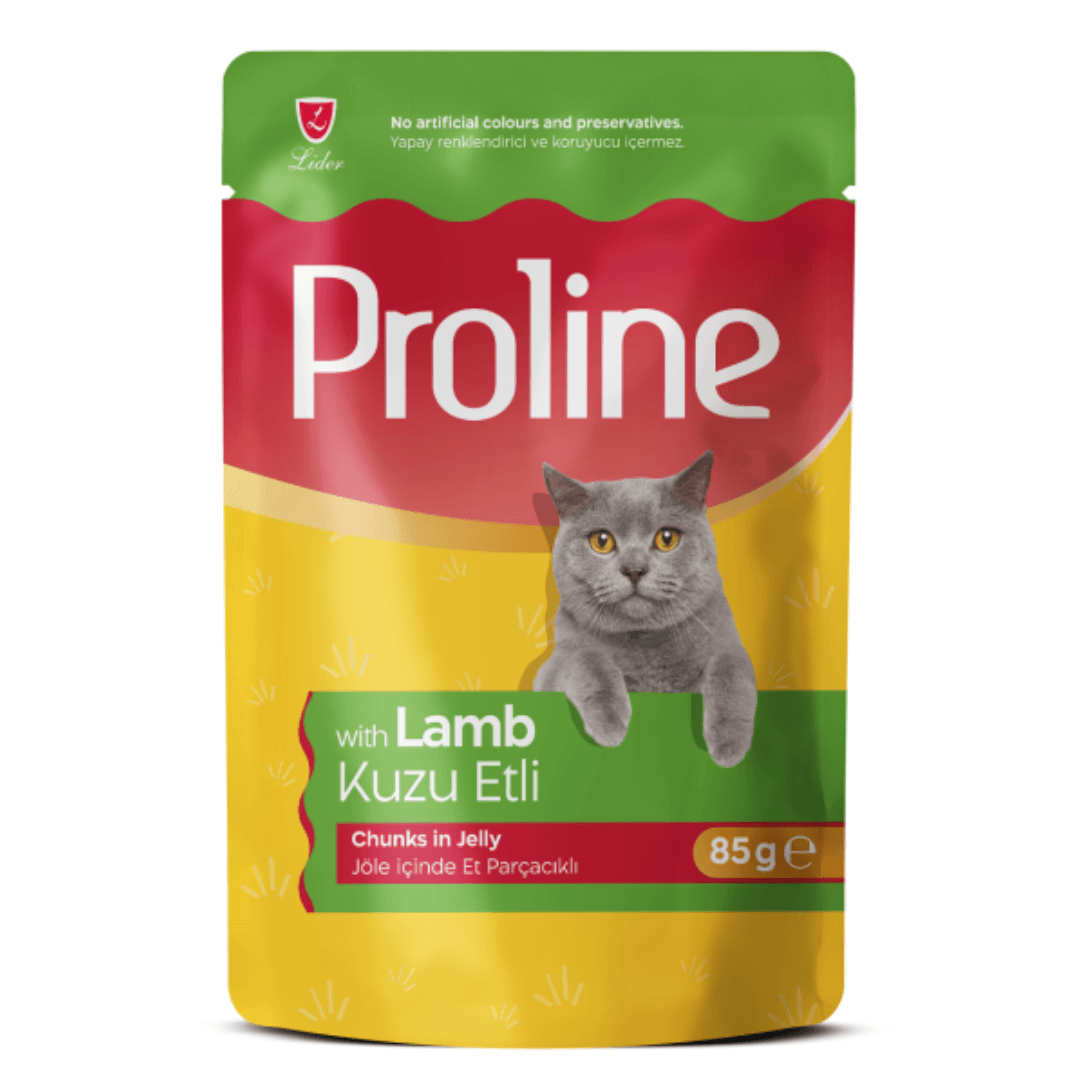 Lider
No artificial colours and preservatives.
Yapay renklendirici ve koruyucu içermez.
Proline
with Lamb
Kuzu Etli
Chunks in Jelly
Jöle içinde Et Parçacıklı
85g ℮